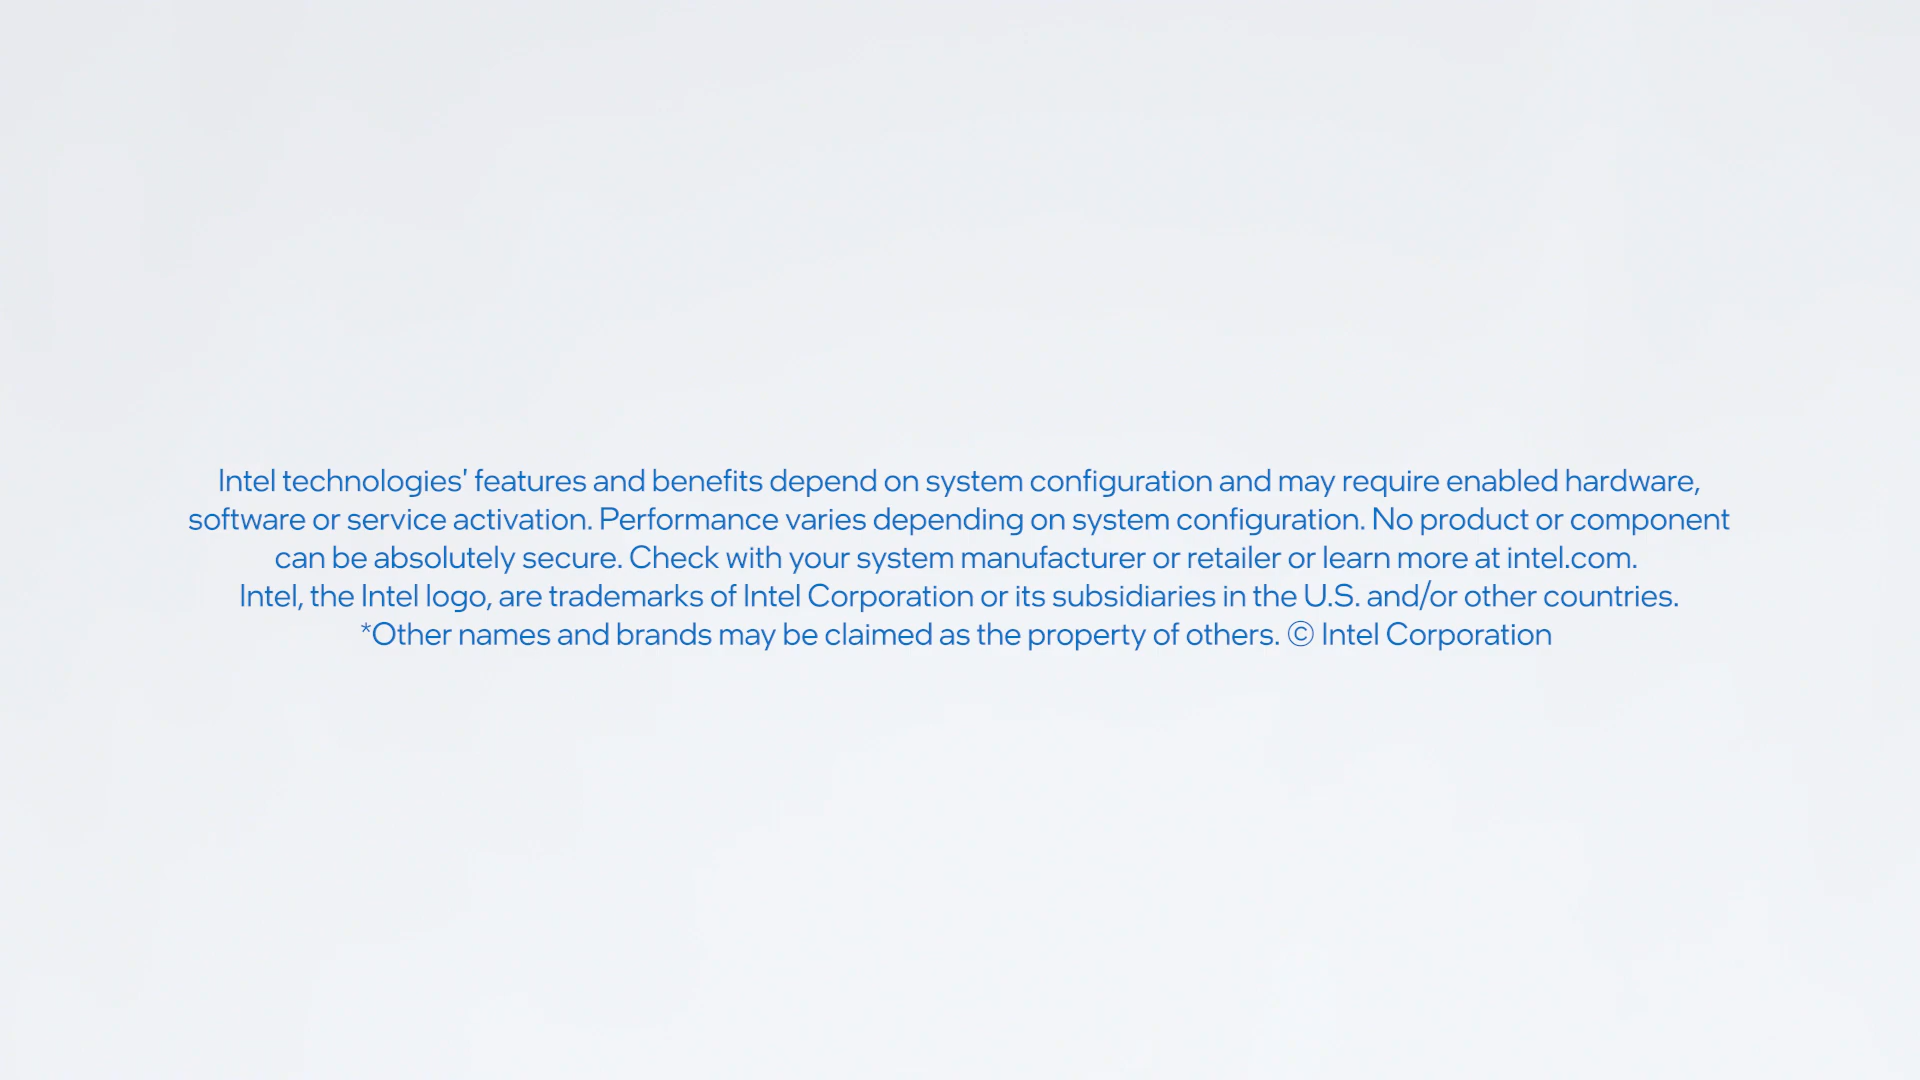 Intel technologies' features and benefits depend on system configuration and may require enabled hardware,
software or service activation. Performance varies depending on system configuration. No product or component
can be absolutely secure. Check with your system manufacturer or retailer or learn more at intel.com.
Intel, the Intel logo, are trademarks of Intel Corporation or its subsidiaries in the U.S. and/or other countries.
*Other names and brands may be claimed as the property of others. © Intel Corporation